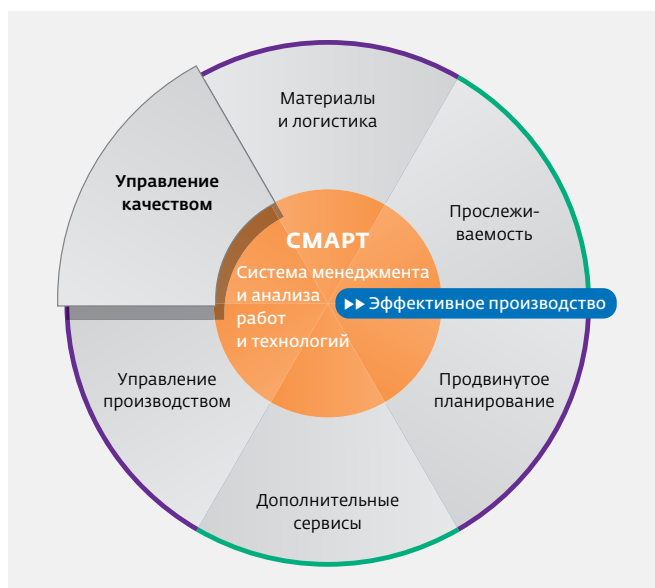 Материалы
и логистика
Управление
качеством
Прослежи-
ваемость
СМАРТ
Система менеджмента
и анализа
работ
и технологий
Эффективное производство
Управление
производством
Продвинутое
планирование
Дополнительные
сервисы